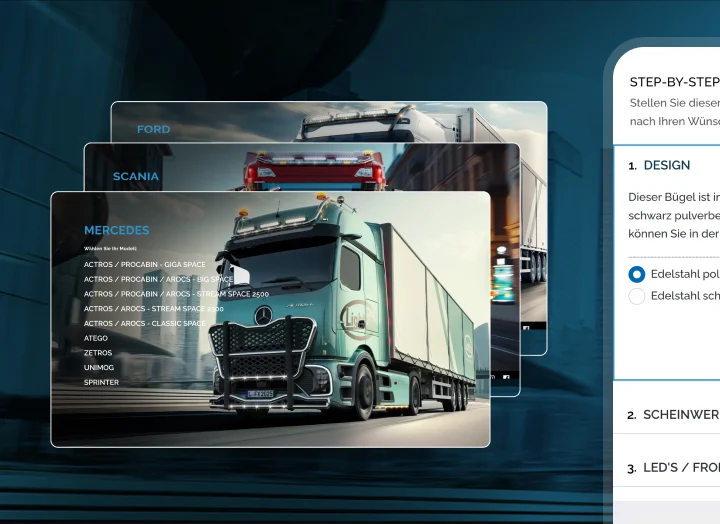 FORD
SCANIA
MERCEDES
Wählen Sie Ihr Modell:
ACTROS / PROCABIN - GIGA SPACE
ACTROS / PROCABIN / AROCS - BIG SPACE
ACTROS / PROCABIN / AROCS - STREAM SPACE 2500
ACTROS / AROCS - STREAM SPACE 2300
ACTROS / AROCS - CLASSIC SPACE
ATEGO
ZETROS
UNIMOG
SPRINTER
STEP-BY-STEP
Stellen Sie dieser
nach Ihren Wünsc
1. DESIGN
Dieser Bügel ist in
schwarz pulverbe
können Sie in der
Edelstahl pol
Edelstahl sch
2. SCHEINWER
3. LED'S / FRO